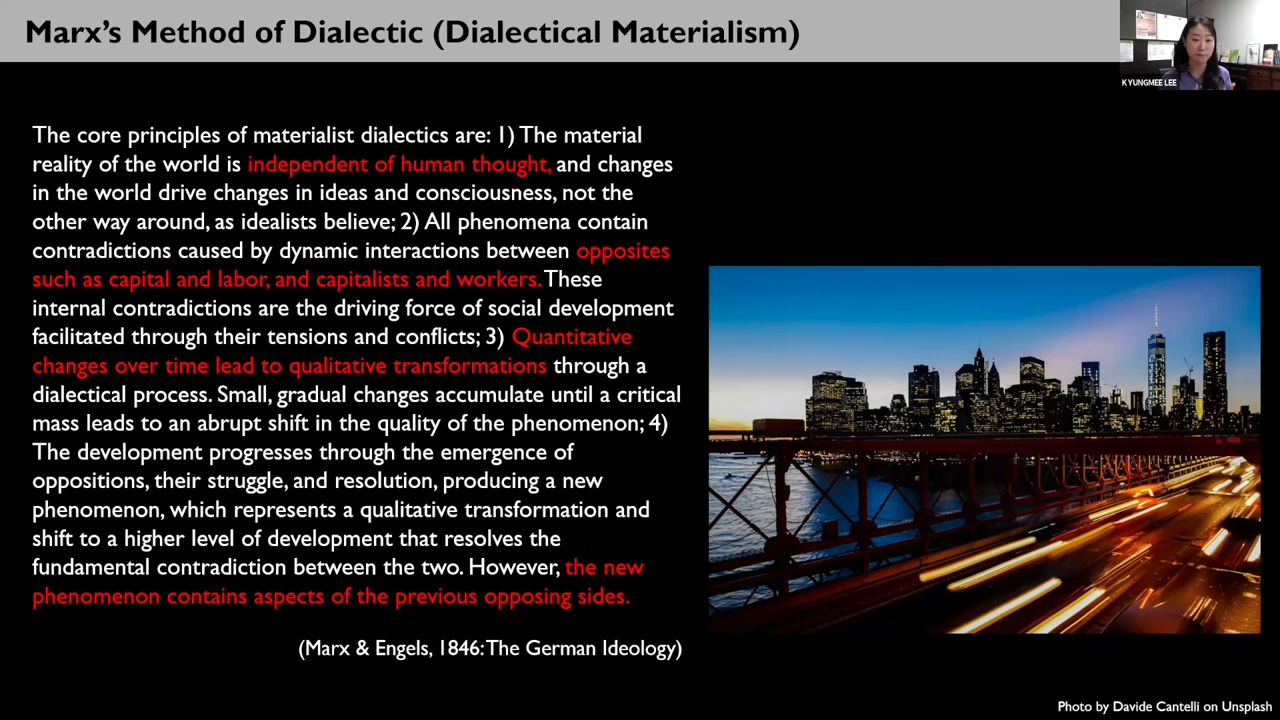 Marx's Method of Dialectic (Dialectical Materialism)
KYUNGMEE LEE
The core principles of materialist dialectics are: 1) The material
reality of the world is independent of human thought, and changes
in the world drive changes in ideas and consciousness, not the
other way around, as idealists believe; 2) All phenomena contain
contradictions caused by dynamic interactions between opposites
such as capital and labor, and capitalists and workers. These
internal contradictions are the driving force of social development
facilitated through their tensions and conflicts; 3) Quantitative
changes over time lead to qualitative transformations through a
dialectical process. Small, gradual changes accumulate until a critical
mass leads to an abrupt shift in the quality of the phenomenon; 4)
The development progresses through the emergence of
oppositions, their struggle, and resolution, producing a new
phenomenon, which represents a qualitative transformation and
shift to a higher level of development that resolves the
fundamental contradiction between the two. However, the new
phenomenon contains aspects of the previous opposing sides.
(Marx & Engels, 1846: The German Ideology)
Photo by Davide Cantelli on Unsplash